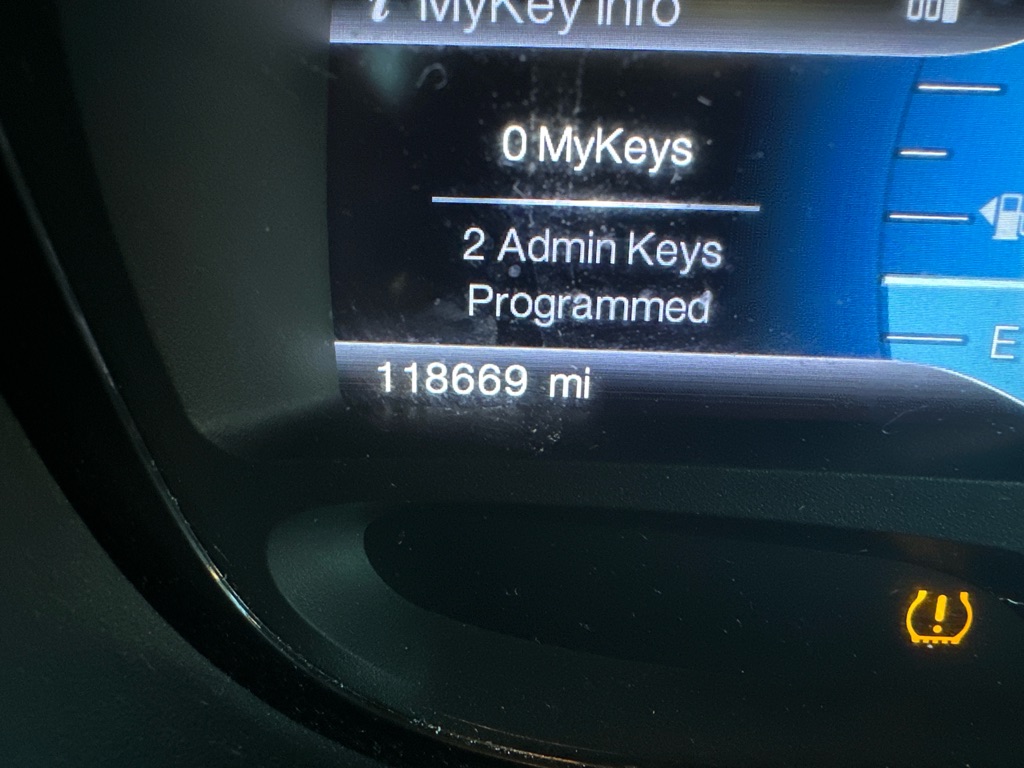 i MyKey Info
0 MyKeys
2 Admin Keys
Programmed
118669 mi
E